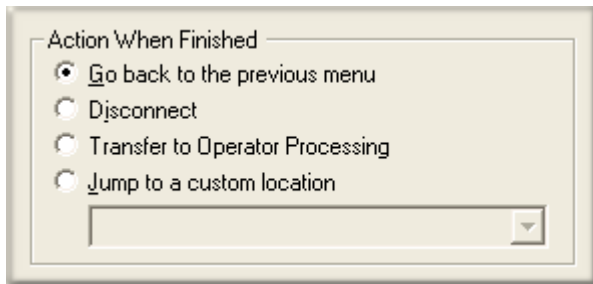 Action When Finished
Go back to the previous menu
Disconnect
Transfer to Operator Processing
Jump to a custom location